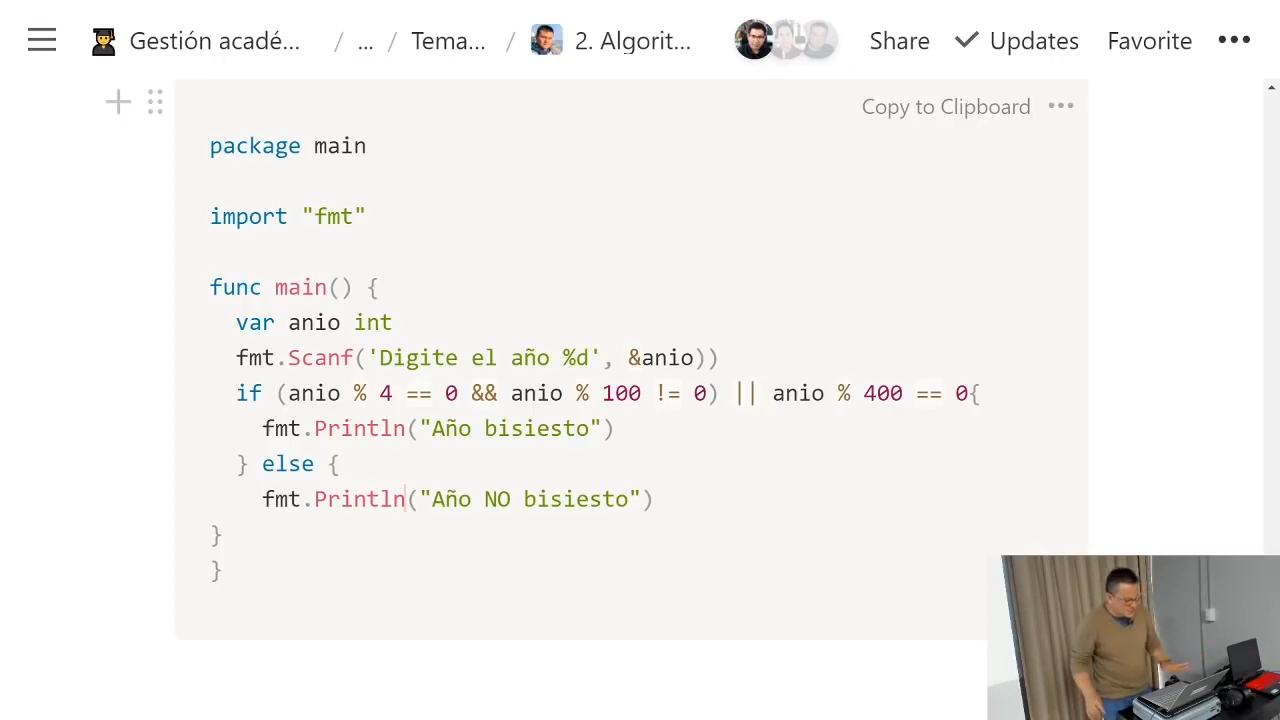 Gestión acadé... / ... / Tema... / 2. Algorit... Share Updates Favorite
Copy to Clipboard
package main
import "fmt"
func main() {
var anio int
fmt.Scanf('Digite el año %d', &anio))
if (anio % 4 == 0 && anio % 100 != 0) || anio % 400 == 0{
fmt.Println("Año bisiesto")
} else {
fmt.Println("Año NO bisiesto")
}
}